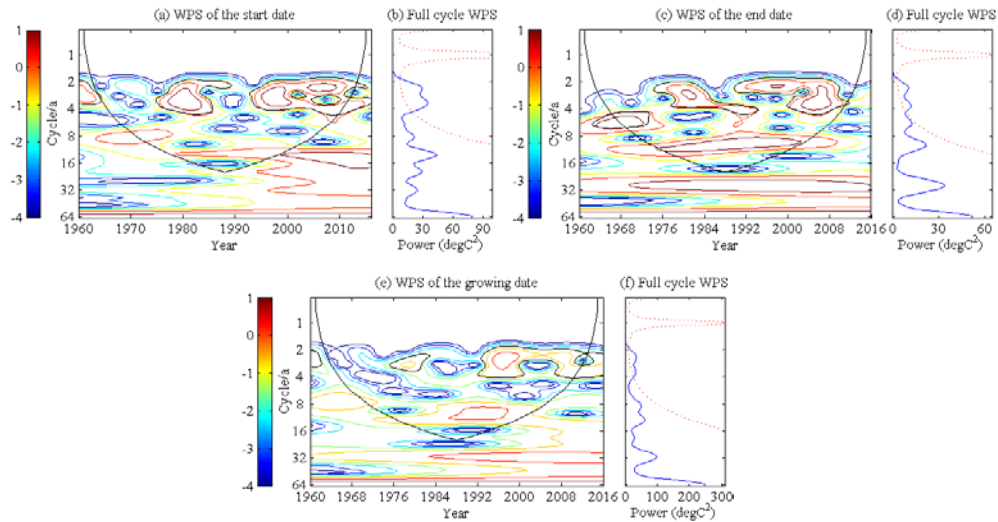 (a) WPS of the start date
(b) Full cycle WPS
(c) WPS of the end date
(d) Full cycle WPS
1
0
-1
-2
-3
-4
Cycle/a
1
2
4
8
16
32
64
1960 1970 1980 1990 2000 2010
Year
0 30 60 90
Power (degC²)
1
0
-1
-2
-3
-4
1
2
4
8
16
32
64
1960 1968 1976 1984 1992 2000 2008 2016
Year
0 35 60
Power (degC²)
(e) WPS of the growing date
(f) Full cycle WPS
1
0
-1
-2
-3
-4
Cycle/a
1
2
4
8
16
32
64
1960 1968 1976 1984 1992 2000 2008 2016
Year
0 100 200 300
Power (degC²)